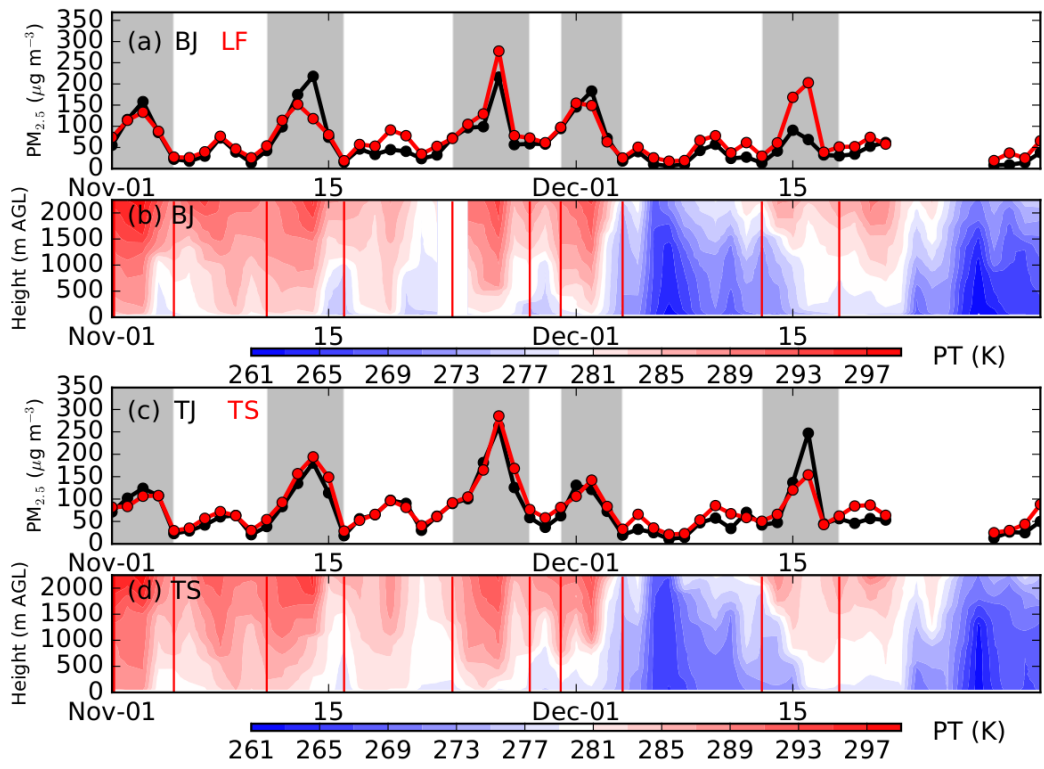 350
300
250
200
150
100
50
0
PM2.5 (μg m−3)
(a) BJ LF
Nov-01 15 Dec-01 15
2000
1500
1000
500
0
Height (m AGL)
(b) BJ
Nov-01 15 Dec-01 15
261 265 269 273 277 281 285 289 293 297 PT (K)
350
300
250
200
150
100
50
0
PM2.5 (μg m−3)
(c) TJ TS
Nov-01 15 Dec-01 15
2000
1500
1000
500
0
Height (m AGL)
(d) TS
Nov-01 15 Dec-01 15
261 265 269 273 277 281 285 289 293 297 PT (K)